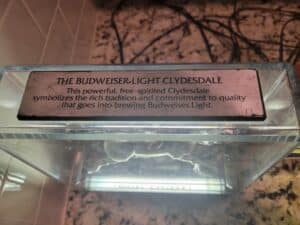 THE BUDWEISER LIGHT CLYDESDALE
This powerful, free-spirited Clydesdale
symbolizes the rich tradition and commitment to quality
that goes into brewing Budweiser Light.